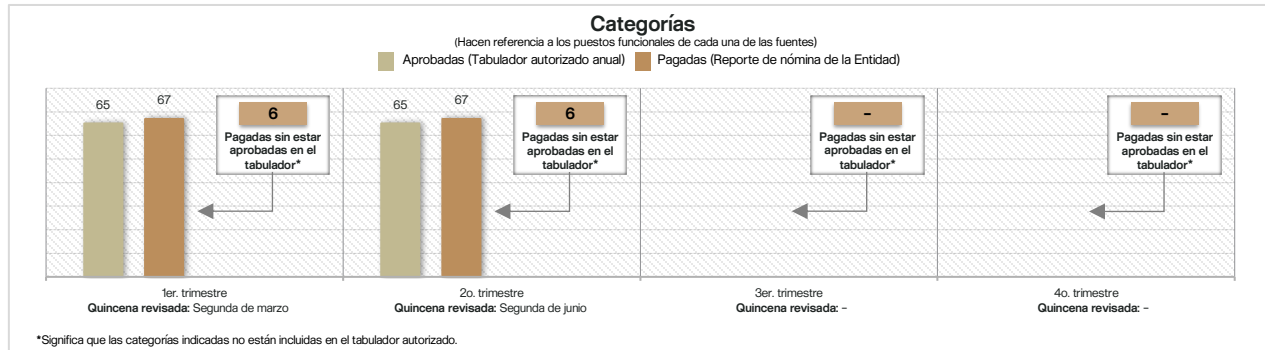 Categorías
(Hacen referencia a los puestos funcionales de cada una de las fuentes)
Aprobadas (Tabulador autorizado anual) Pagadas (Reporte de nómina de la Entidad)
65 67
6
Pagadas sin estar
aprobadas en el
tabulador*
65 67
6
Pagadas sin estar
aprobadas en el
tabulador*
–
Pagadas sin estar
aprobadas en el
tabulador*
–
Pagadas sin estar
aprobadas en el
tabulador*
1er. trimestre
Quincena revisada: Segunda de marzo
2o. trimestre
Quincena revisada: Segunda de junio
3er. trimestre
Quincena revisada: –
4o. trimestre
Quincena revisada: –
*Significa que las categorías indicadas no están incluidas en el tabulador autorizado.